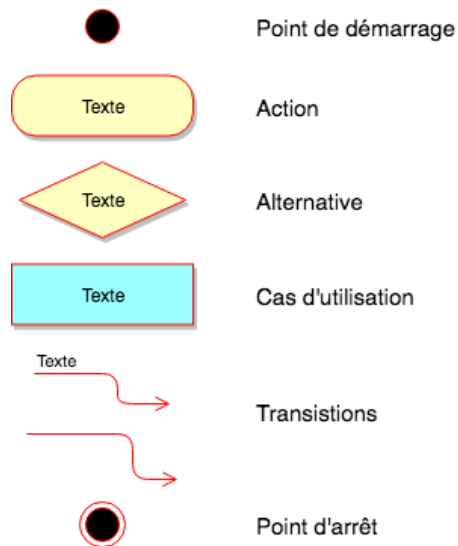 Point de démarrage
Texte
Action
Texte
Alternative
Texte
Cas d'utilisation
Texte
Transistions
Point d'arrêt